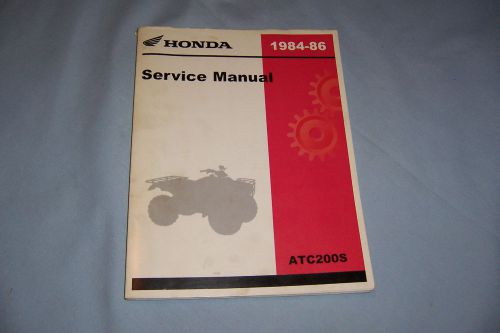 HONDA
1984-86
Service Manual
ATC200S